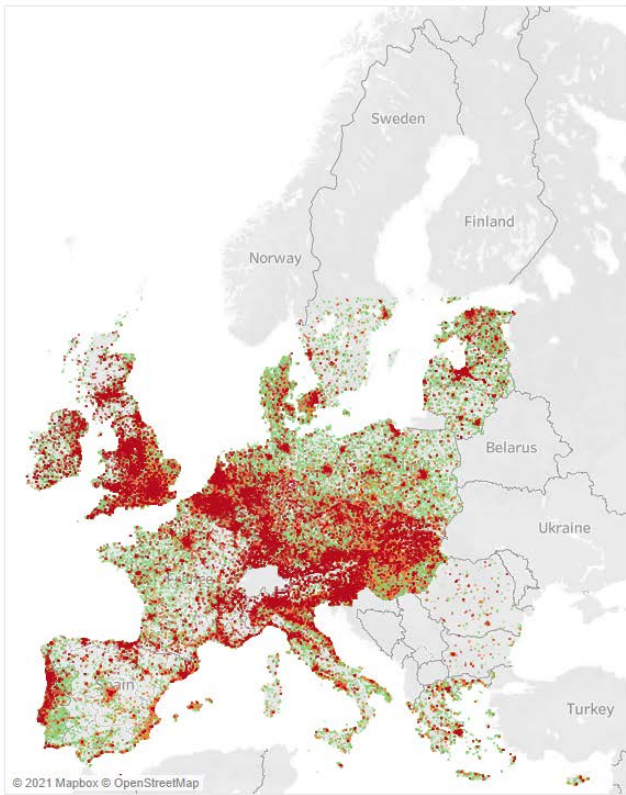 Sweden
Finland
Norway
Belarus
Ukraine
Turkey
© 2021 Mapbox © OpenStreetMap